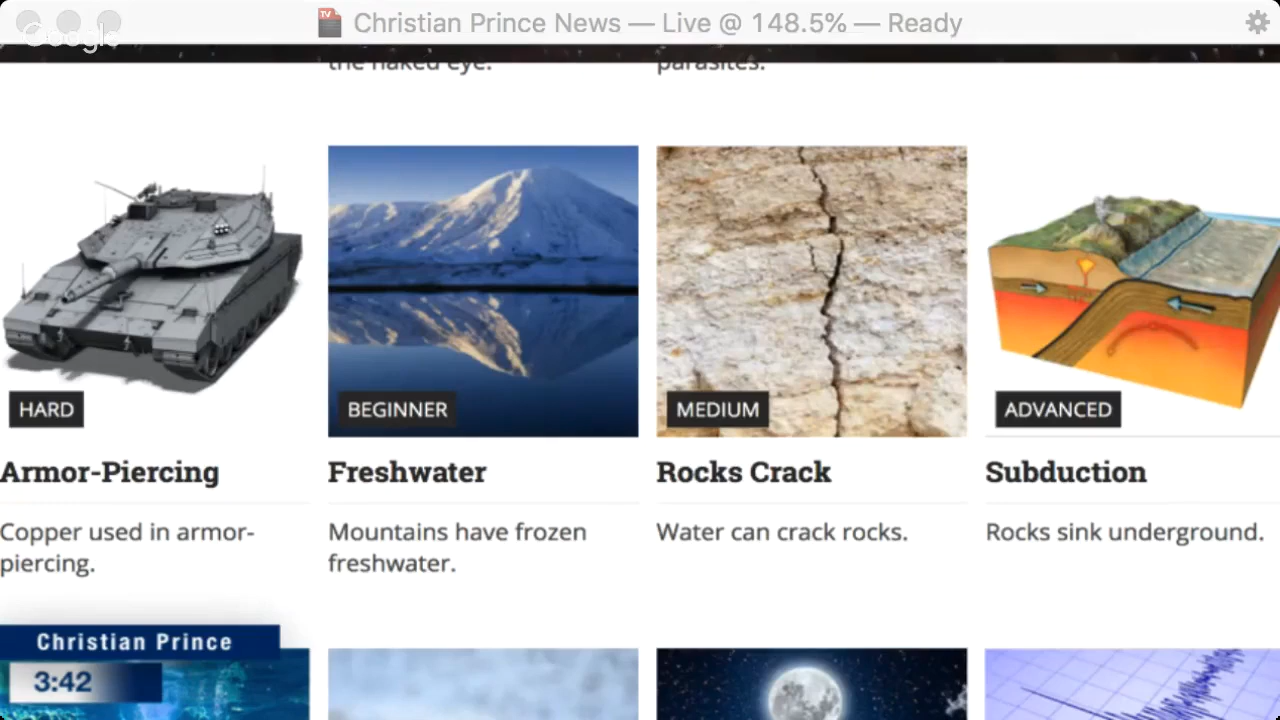 TV
Christian Prince News — Live @ 148.5% — Ready
Google
the naked eye.
parasites.
HARD
BEGINNER
MEDIUM
ADVANCED
Armor-Piercing
Freshwater
Rocks Crack
Subduction
Copper used in armor-
piercing.
Mountains have frozen
freshwater.
Water can crack rocks.
Rocks sink underground.
Christian Prince
3:42